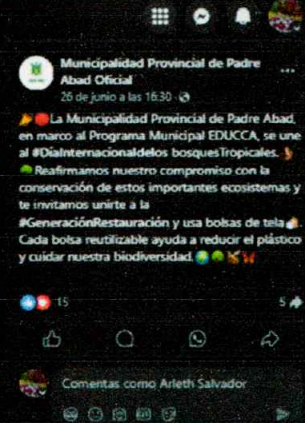 Municipalidad Provincial de Padre
Abad Oficial
26 de junio a las 16:30
La Municipalidad Provincial de Padre Abad,
en marco al Programa Municipal EDUCCA, se une
al #DiaInternacionaldelos bosquesTropicales.
Reafirmamos nuestro compromiso con la
conservación de estos importantes ecosistemas y
te invitamos unirte a la
#GeneraciónRestauración y usa bolsas de tela
Cada bolsa reutilizable ayuda a reducir el plástico
y cuidar nuestra biodiversidad.
15
5
Comentas como Arleth Salvador